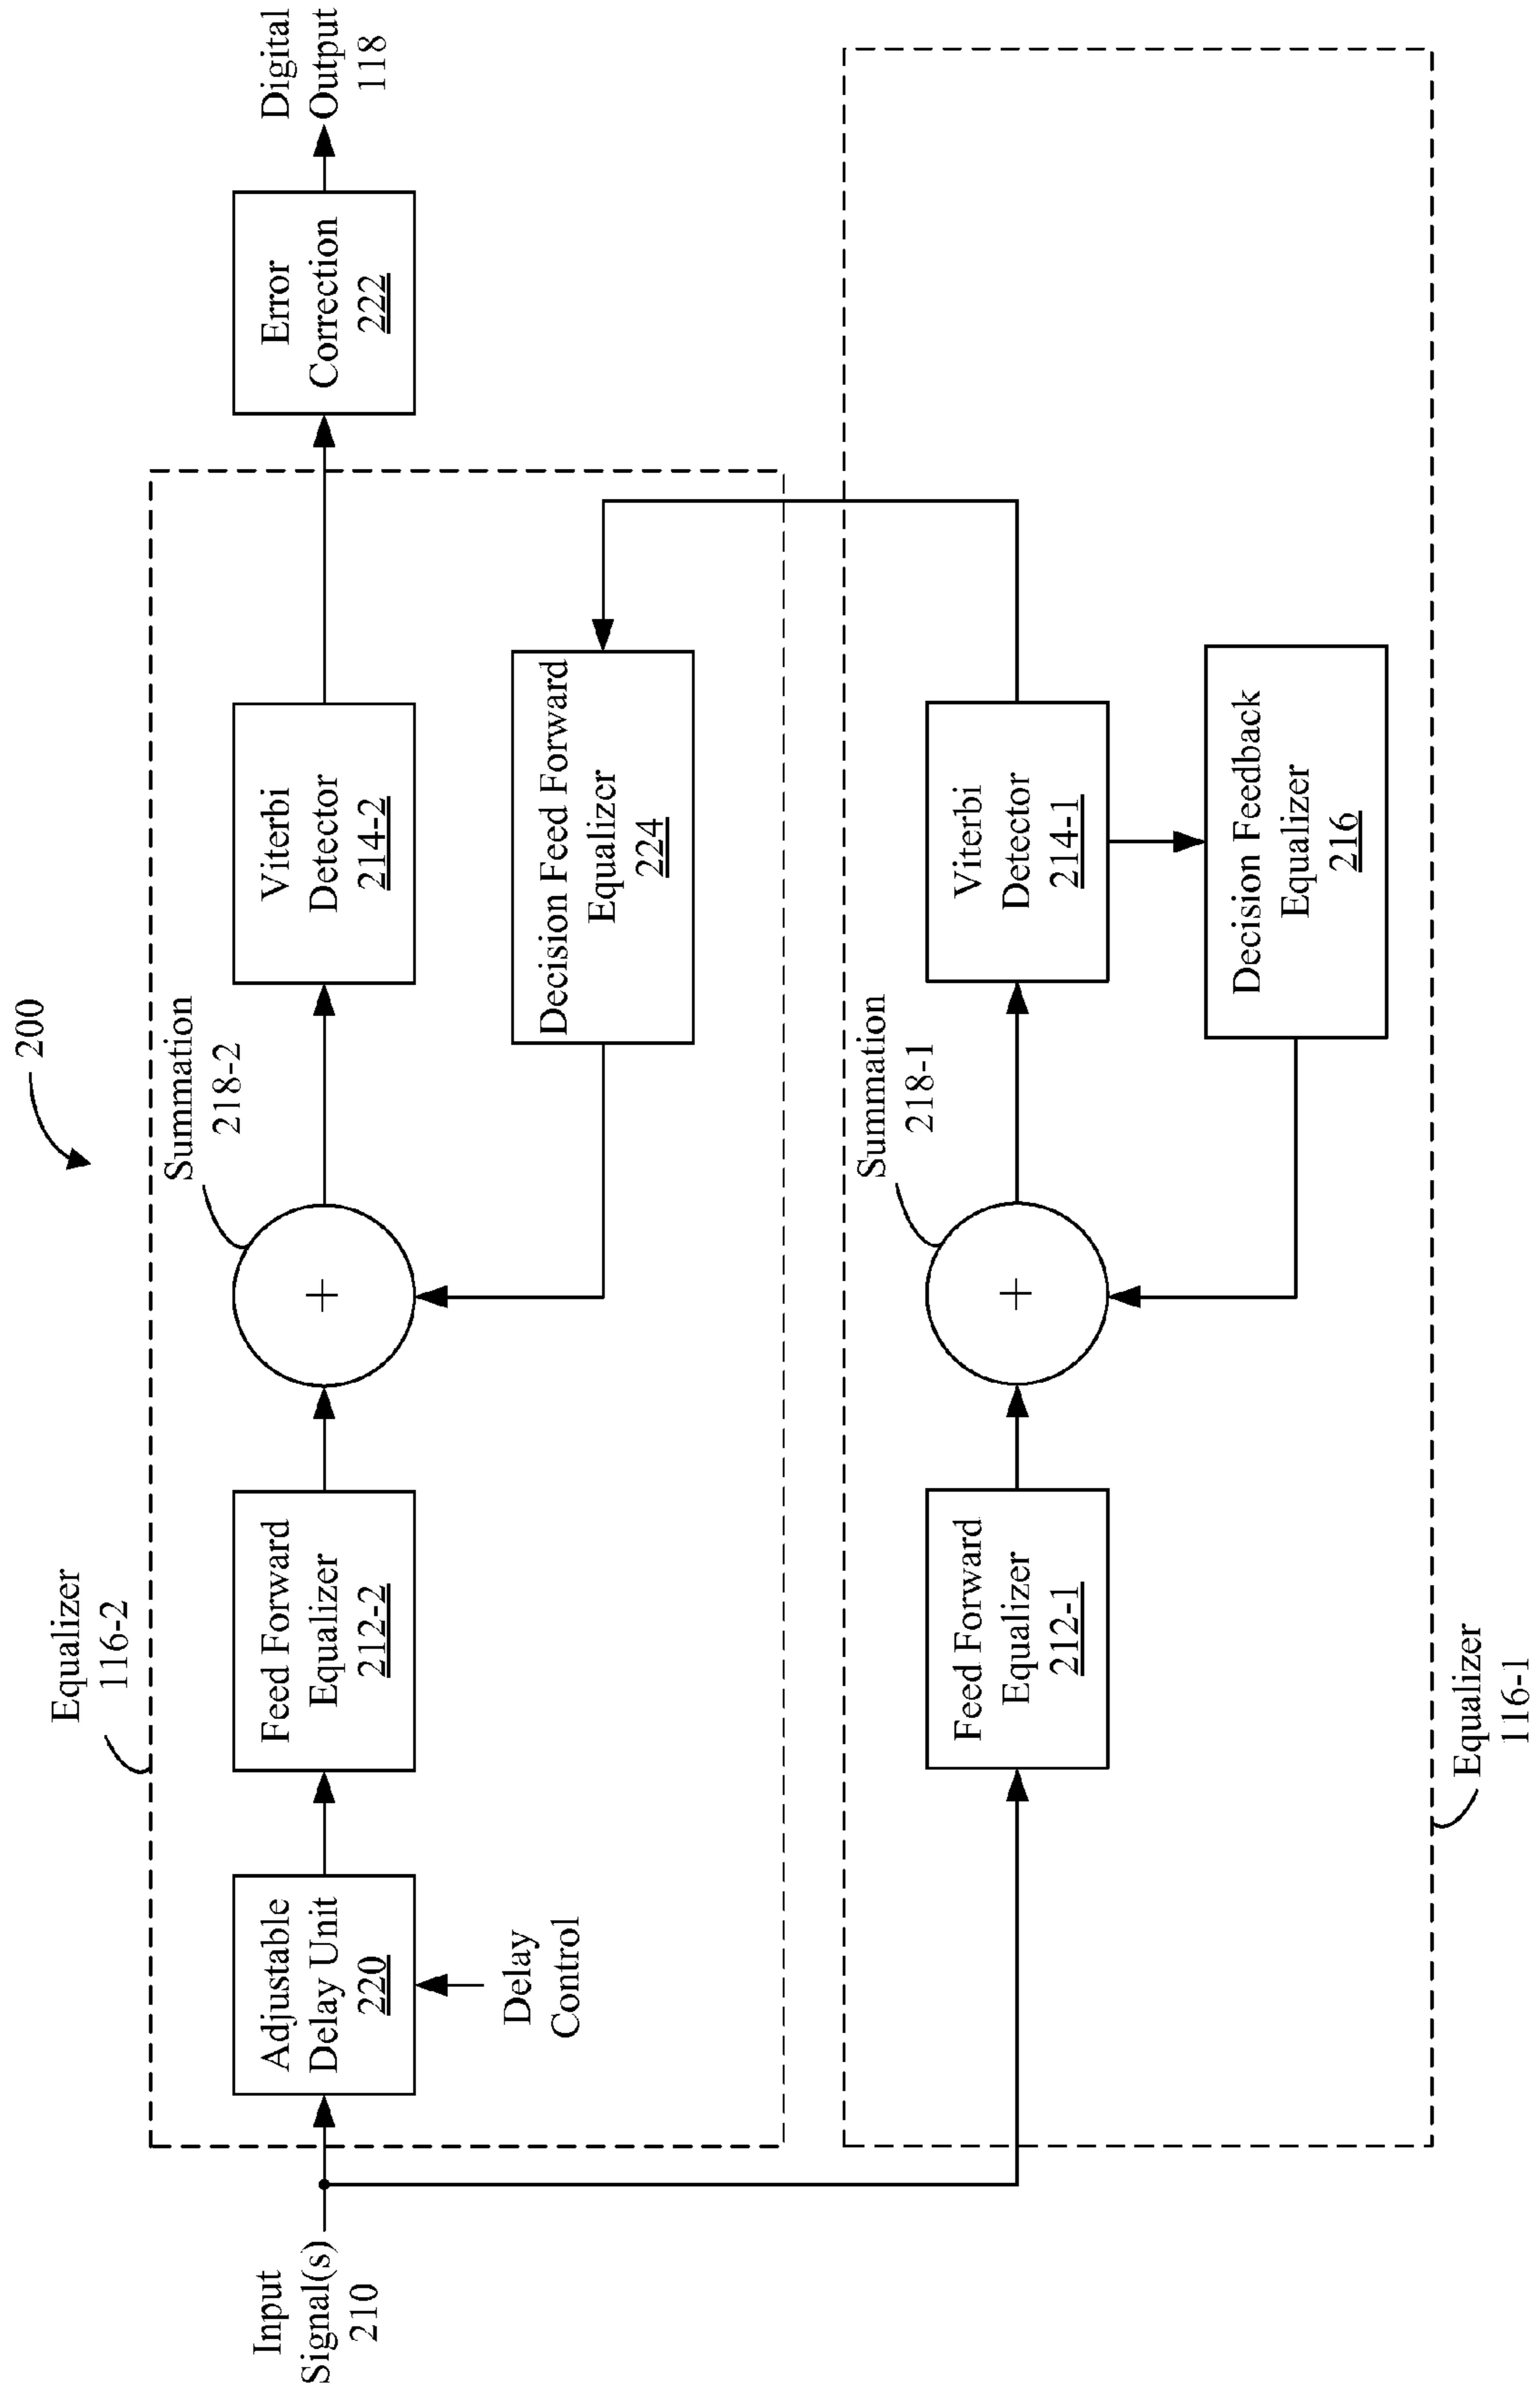 200
Equalizer
116-2
Input
Signal(s)
210
Adjustable
Delay Unit
220
Delay
Control
Feed Forward
Equalizer
212-2
Summation
218-2
+
Viterbi
Detector
214-2
Decision Feed Forward
Equalizer
224
Error
Correction
222
Digital
Output
118
Feed Forward
Equalizer
212-1
Summation
218-1
+
Viterbi
Detector
214-1
Decision Feedback
Equalizer
216
Equalizer
116-1